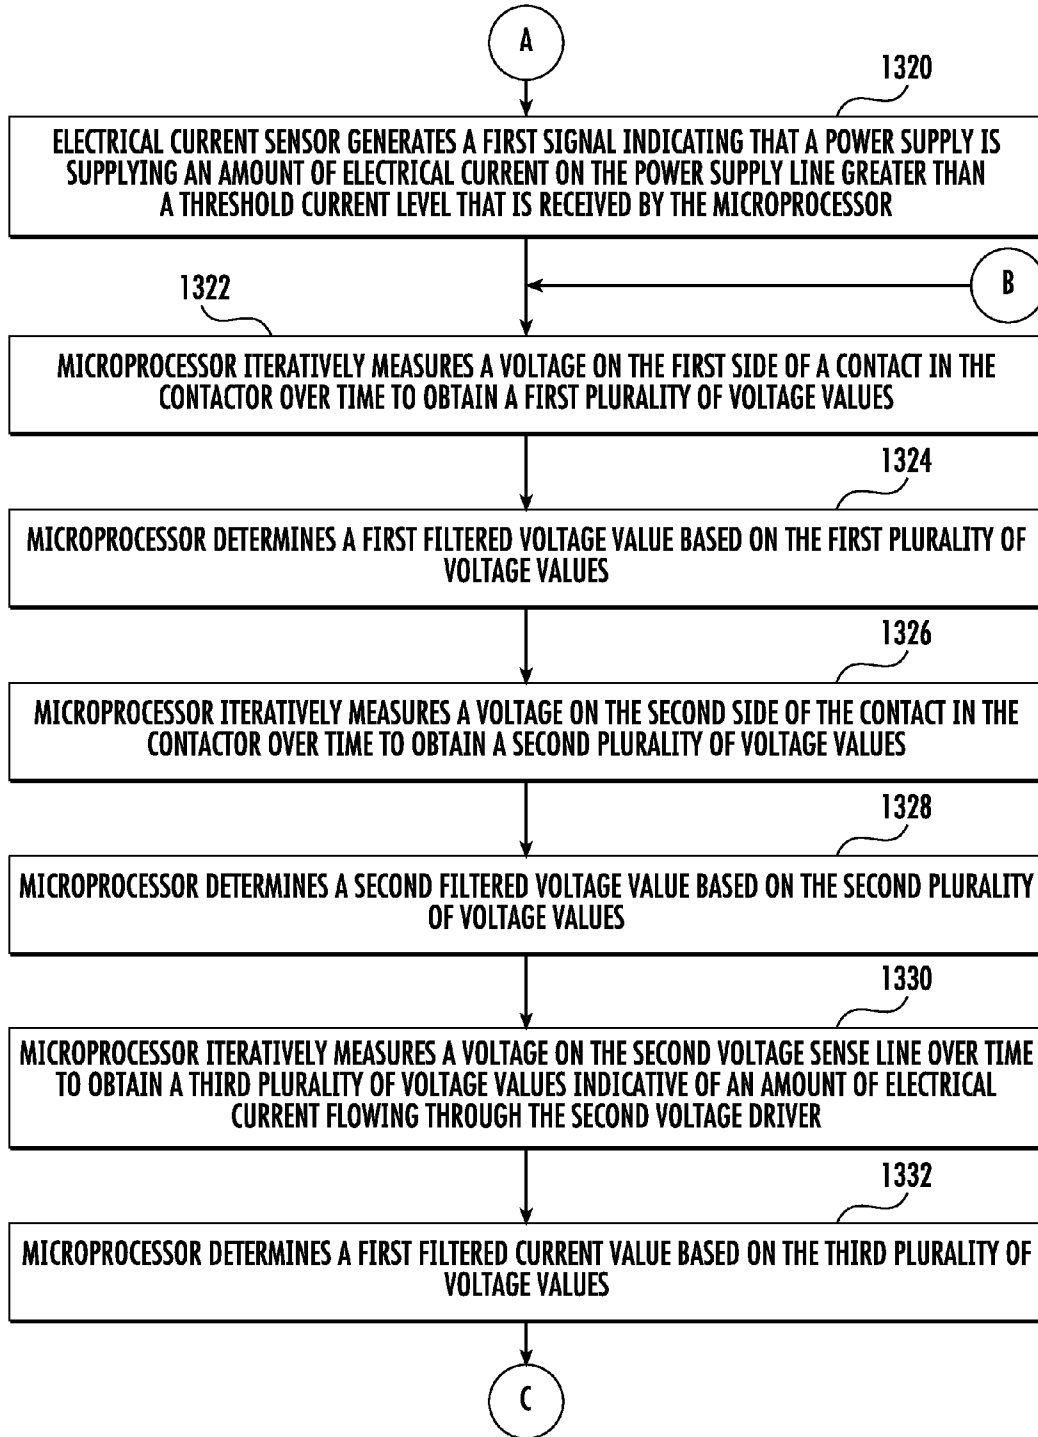 A
1320
ELECTRICAL CURRENT SENSOR GENERATES A FIRST SIGNAL INDICATING THAT A POWER SUPPLY IS
SUPPLYING AN AMOUNT OF ELECTRICAL CURRENT ON THE POWER SUPPLY LINE GREATER THAN
A THRESHOLD CURRENT LEVEL THAT IS RECEIVED BY THE MICROPROCESSOR
B
1322
MICROPROCESSOR ITERATIVELY MEASURES A VOLTAGE ON THE FIRST SIDE OF A CONTACT IN THE
CONTACTOR OVER TIME TO OBTAIN A FIRST PLURALITY OF VOLTAGE VALUES
1324
MICROPROCESSOR DETERMINES A FIRST FILTERED VOLTAGE VALUE BASED ON THE FIRST PLURALITY OF
VOLTAGE VALUES
1326
MICROPROCESSOR ITERATIVELY MEASURES A VOLTAGE ON THE SECOND SIDE OF THE CONTACT IN THE
CONTACTOR OVER TIME TO OBTAIN A SECOND PLURALITY OF VOLTAGE VALUES
1328
MICROPROCESSOR DETERMINES A SECOND FILTERED VOLTAGE VALUE BASED ON THE SECOND PLURALITY
OF VOLTAGE VALUES
1330
MICROPROCESSOR ITERATIVELY MEASURES A VOLTAGE ON THE SECOND VOLTAGE SENSE LINE OVER TIME
TO OBTAIN A THIRD PLURALITY OF VOLTAGE VALUES INDICATIVE OF AN AMOUNT OF ELECTRICAL
CURRENT FLOWING THROUGH THE SECOND VOLTAGE DRIVER
1332
MICROPROCESSOR DETERMINES A FIRST FILTERED CURRENT VALUE BASED ON THE THIRD PLURALITY OF
VOLTAGE VALUES
C